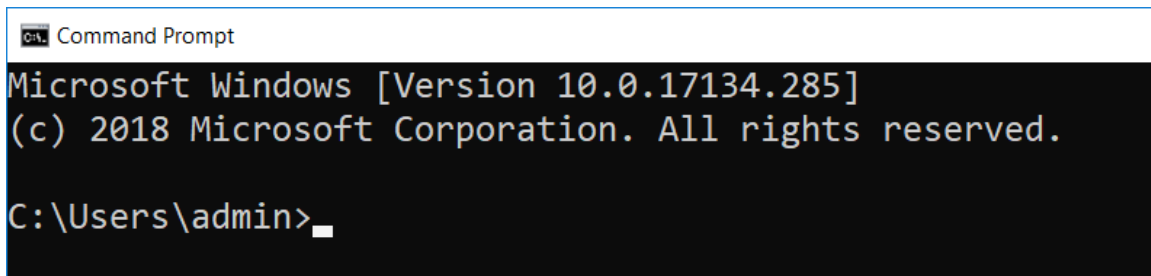 Command Prompt
Microsoft Windows [Version 10.0.17134.285]
(c) 2018 Microsoft Corporation. All rights reserved.
C:\Users\admin>